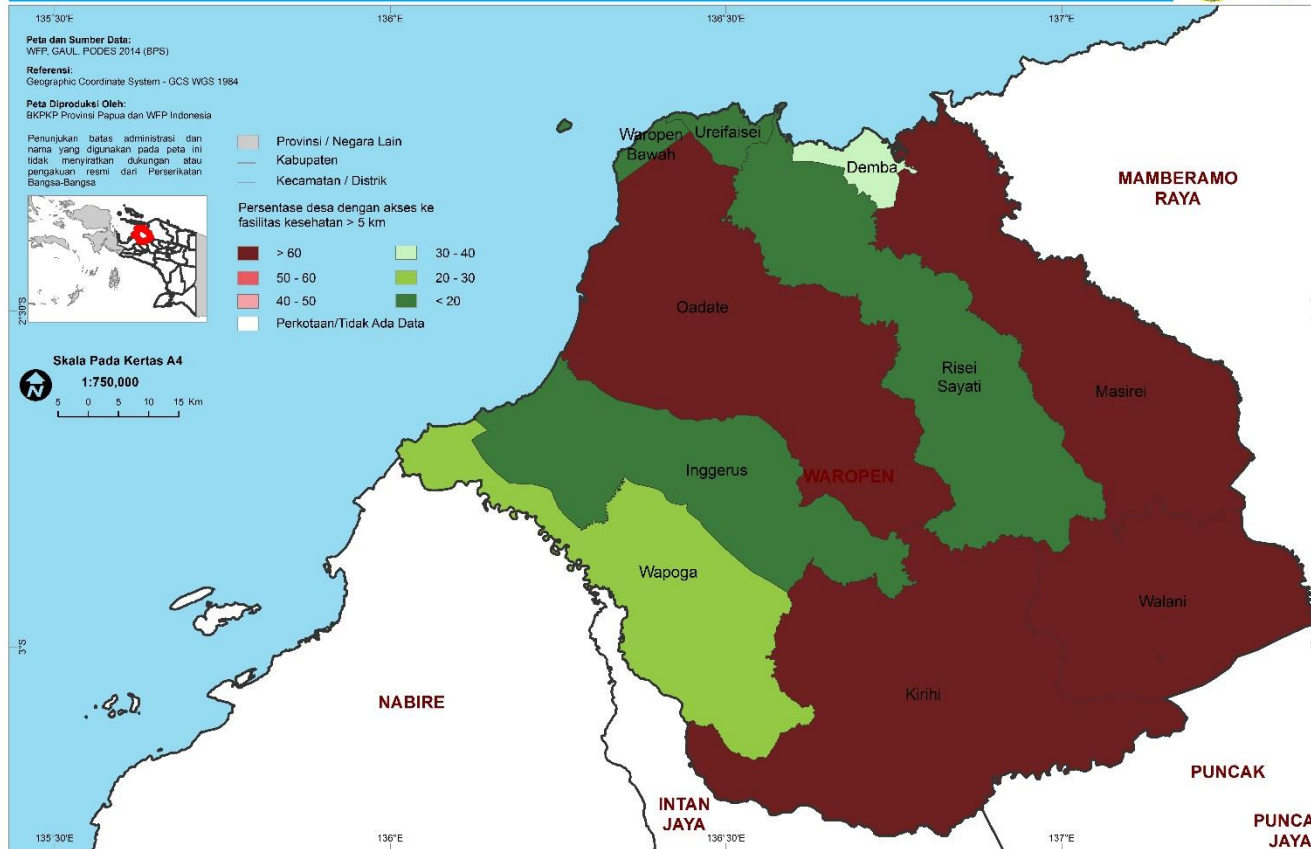 135°30'E 136° 136°30'E 137°
Peta dan Sumber Data:
WFP, GAUL, PODES 2014 (BPS)
Referensi:
Geographic Coordinate System - GCS WGS 1984
Peta Diproduksi Oleh:
BKPKP Provinsi Papua dan WFP Indonesia
Penunjukan batas administrasi dan
nama yang digunakan pada peta ini
tidak menyiratkan dukungan atau
pengakuan resmi dari Perserikatan
Bangsa-Bangsa
Provinsi / Negara Lain
Kabupaten
Kecamatan / Distrik
Persentase desa dengan akses ke
fasilitas kesehatan > 5 km
> 60
50 - 60
40 - 50
30 - 40
20 - 30
< 20
Perkotaan/Tidak Ada Data
Skala Pada Kertas A4
1:750,000
N
5 0 5 10 15 Km
Waropen
Bawah
Ureifaisei
Demba
MAMBERAMO
RAYA
2°30'
Oadate
Risei
Sayati
Masirei
Inggerus
WAROPEN
Wapoga
Walani
3°S
Kirihi
NABIRE
PUNCAK
INTAN
JAYA
PUNCA
JAYA
135°30'E 136° 136°30'E 137°